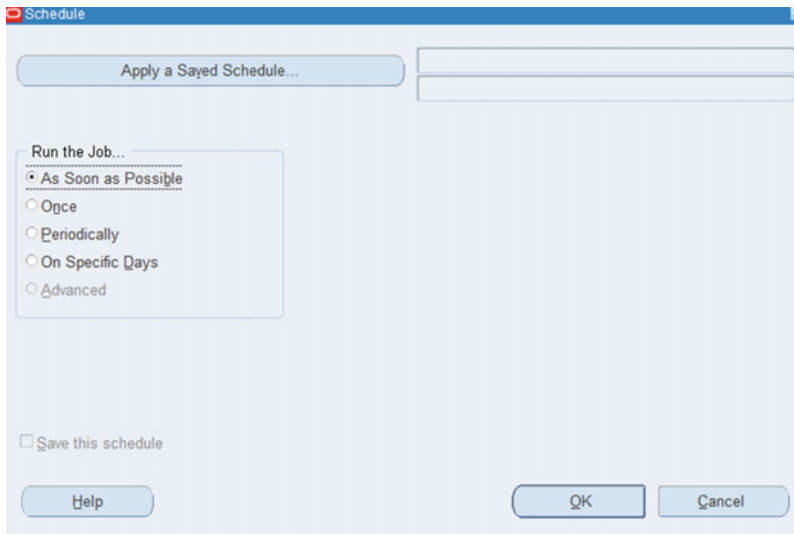 Schedule
Apply a Saved Schedule...
Run the Job...
As Soon as Possible
Once
Periodically
On Specific Days
Advanced
Save this schedule
Help
OK
Cancel